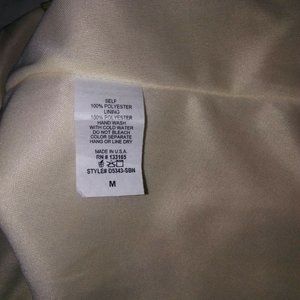 SELF
100% POLYESTER
LINING
100% POLYESTER
HAND WASH
WITH COLD WATER
DO NOT BLEACH
COLOR SEPARATE
HANG OR LINE DRY
MADE IN U.S.A.
RN # 133165
STYLE# D5343-SBN
M